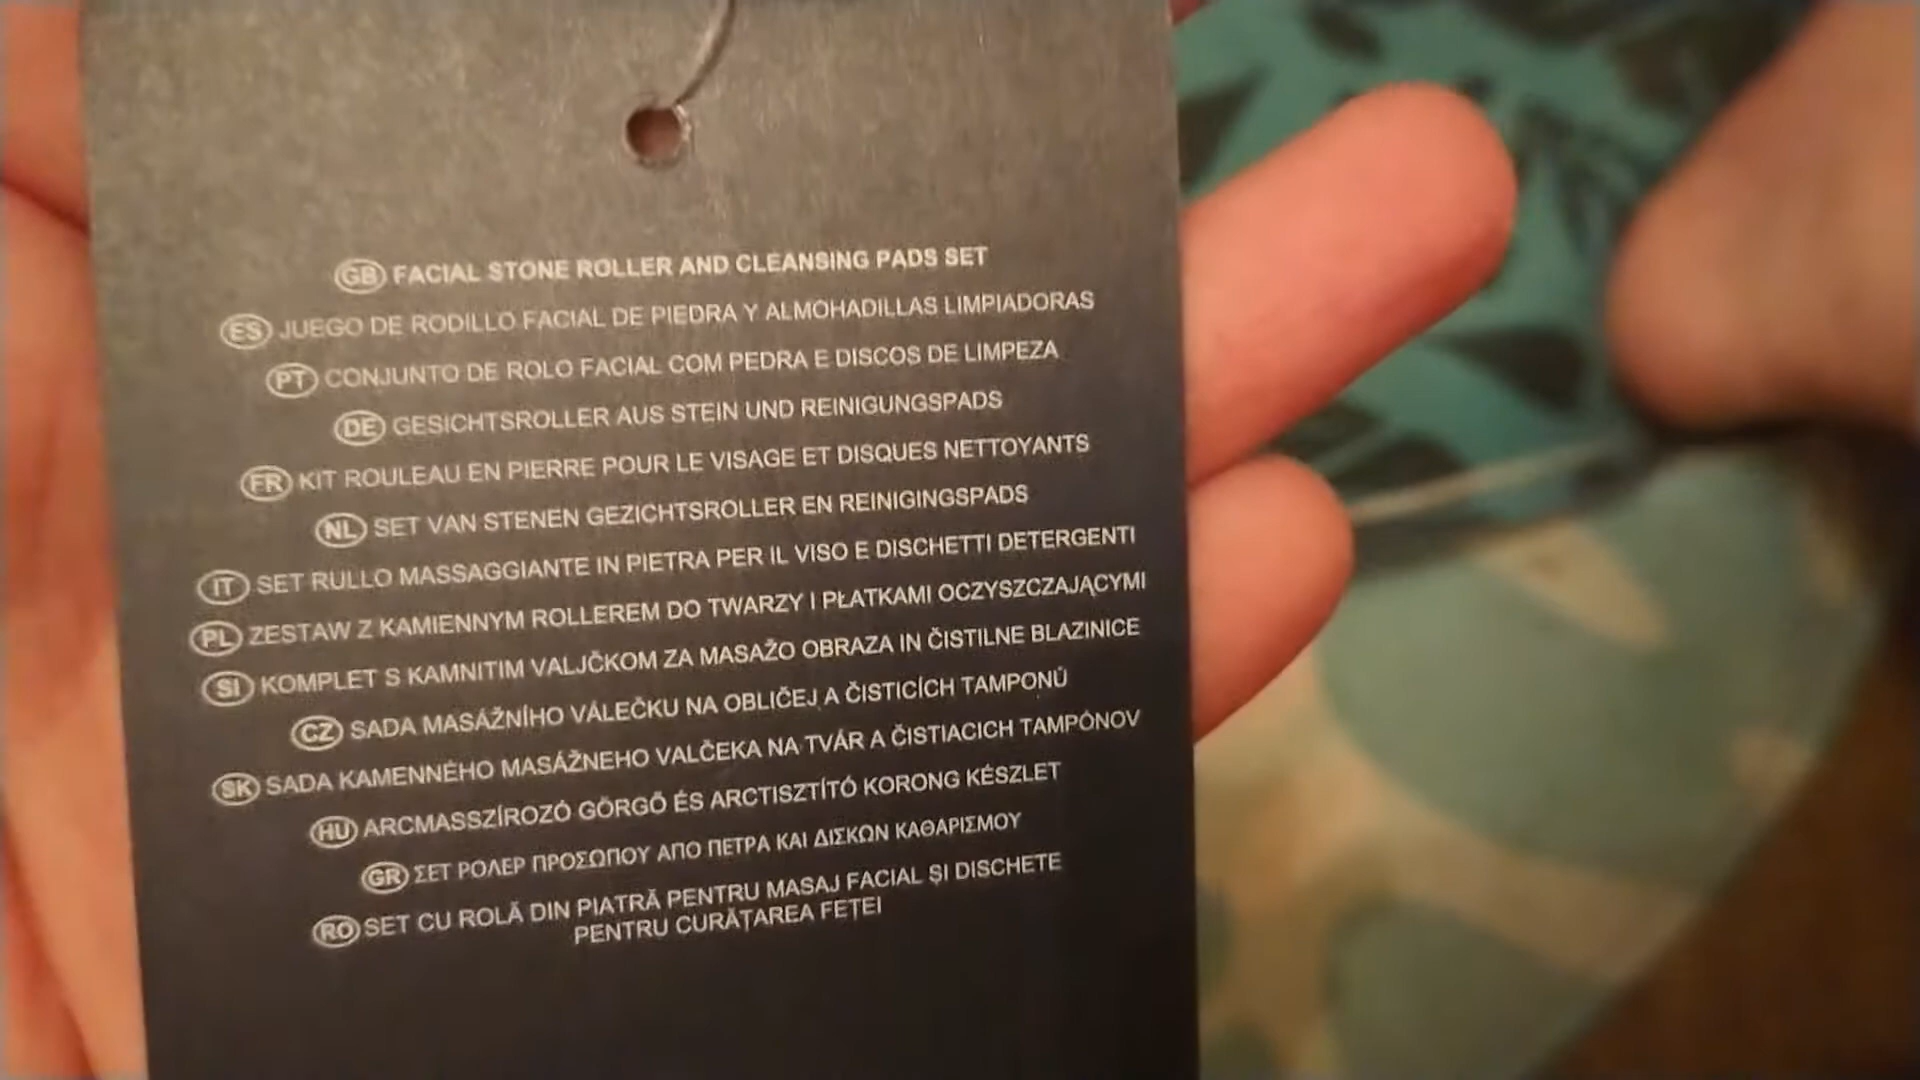 GB FACIAL STONE ROLLER AND CLEANSING PADS SET
ES JUEGO DE RODILLO FACIAL DE PIEDRA Y ALMOHADILLAS LIMPIADORAS
PT CONJUNTO DE ROLO FACIAL COM PEDRA E DISCOS DE LIMPEZA
DE GESICHTSROLLER AUS STEIN UND REINIGUNGSPADS
FR KIT ROULEAU EN PIERRE POUR LE VISAGE ET DISQUES NETTOYANTS
NL SET VAN STENEN GEZICHTSROLLER EN REINIGINGSPADS
IT SET RULLO MASSAGGIANTE IN PIETRA PER IL VISO E DISCHETTI DETERGENTI
PL ZESTAW Z KAMIENNYM ROLLEREM DO TWARZY I PŁATKAMI OCZYSZCZAJĄCYMI
SI KOMPLET S KAMNITIM VALJČKOM ZA MASAŽO OBRAZA IN ČISTILNE BLAZINICE
CZ SADA MASÁŽNÍHO VÁLEČKU NA OBLIČEJ A ČISTICÍCH TAMPONŮ
SK SADA KAMENNÉHO MASÁŽNEHO VALČEKA NA TVÁR A ČISTIACICH TAMPÓNOV
HU ARCMASSZÍROZÓ GÖRGŐ ÉS ARCTISZTÍTÓ KORONG KÉSZLET
GR ΣΕΤ ΡΟΛΕΡ ΠΡΟΣΩΠΟΥ ΑΠΟ ΠΕΤΡΑ ΚΑΙ ΔΙΣΚΩΝ ΚΑΘΑΡΙΣΜΟΥ
RO SET CU ROLĂ DIN PIATRĂ PENTRU MASAJ FACIAL ȘI DISCHETE
PENTRU CURĂȚAREA FEȚEI